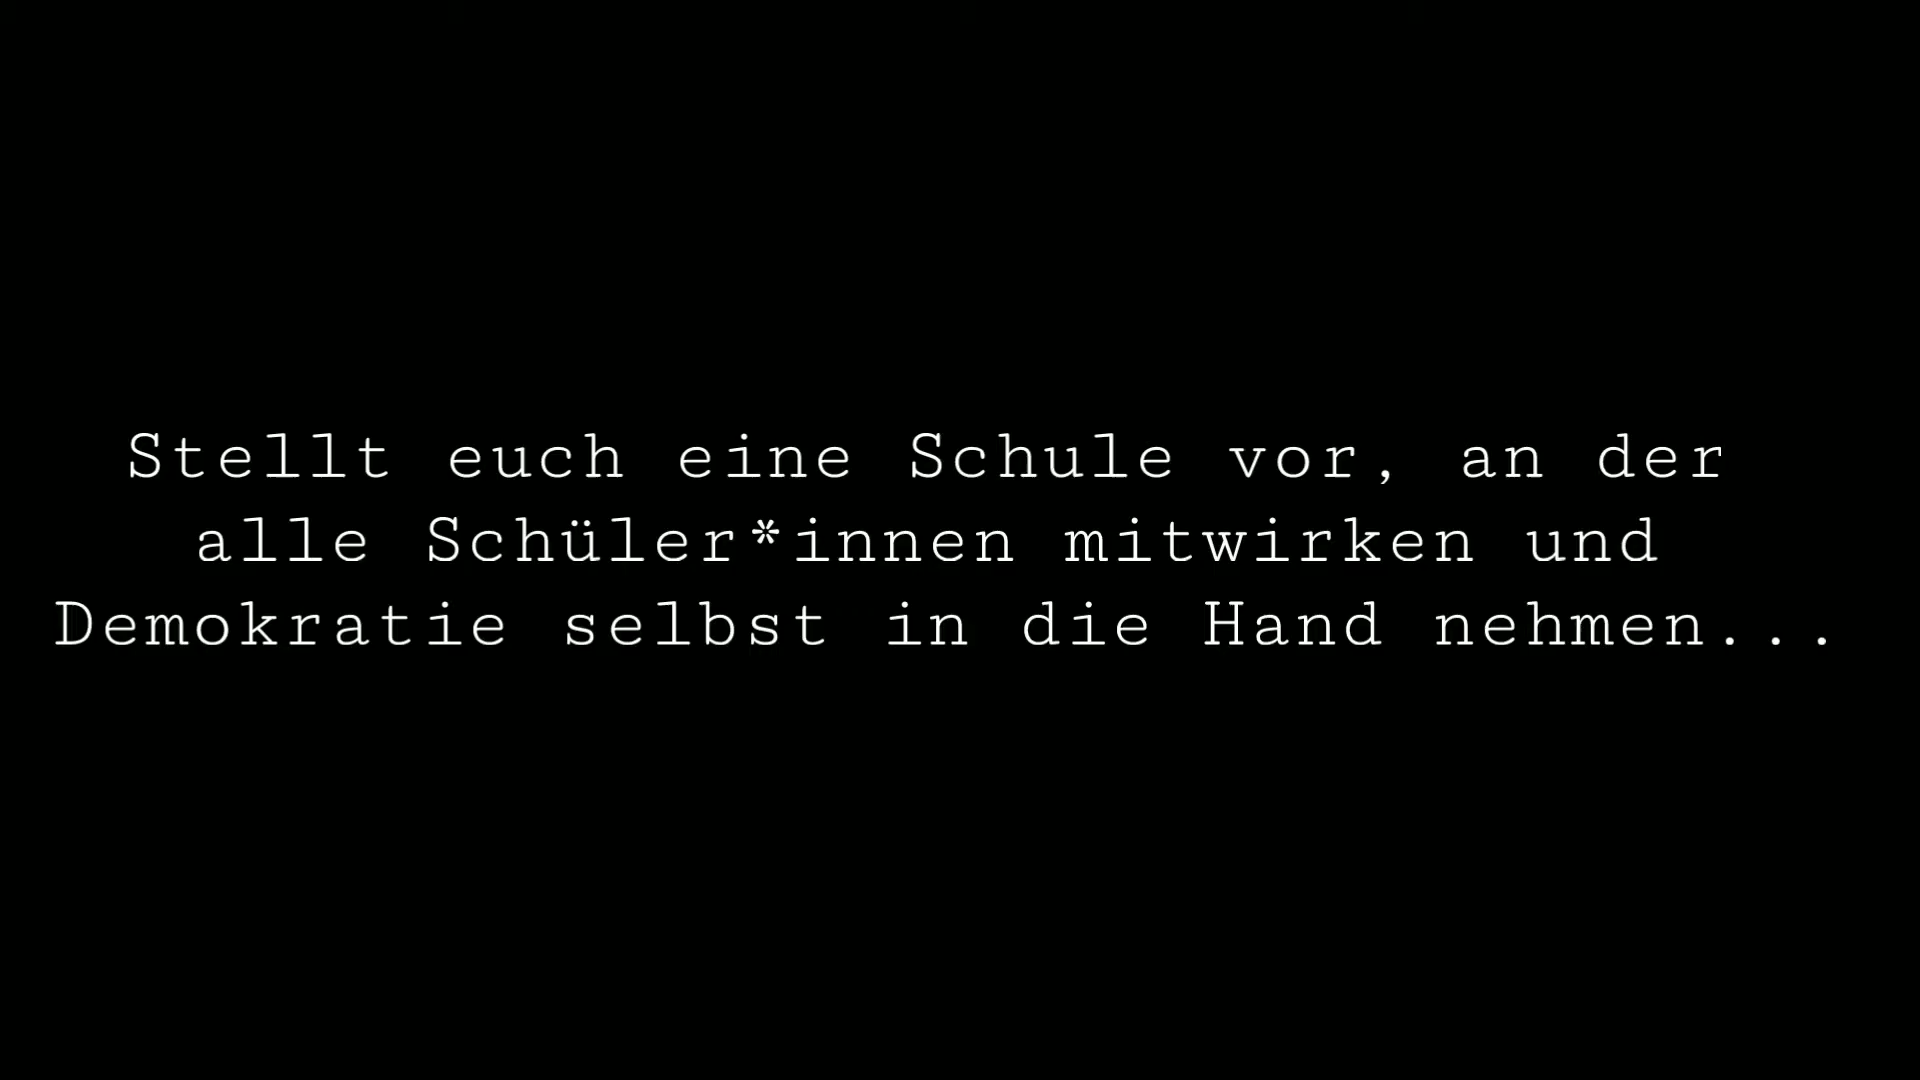 Stellt euch eine Schule vor, an der
alle Schüler*innen mitwirken und
Demokratie selbst in die Hand nehmen...